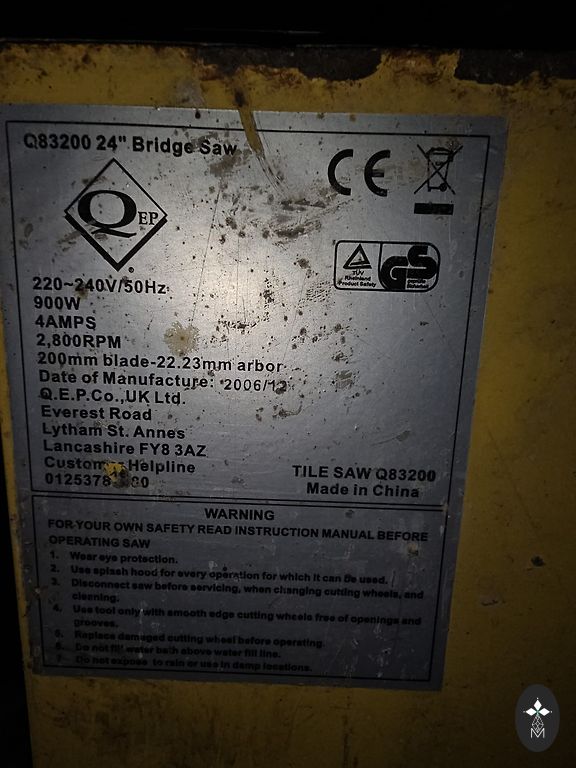 Q83200 24" Bridge Saw
CE
QEP
®
TÜV
Rheinland
Product Safety
GS
220~240V/50Hz
900W
4AMPS
2,800RPM
200mm blade-22.23mm arbor
Date of Manufacture: 2006/12
Q.E.P.Co.,UK Ltd.
Everest Road
Lytham St. Annes
Lancashire FY8 3AZ
Customer Helpline
TILE SAW Q83200
Made in China
WARNING
FOR YOUR OWN SAFETY READ INSTRUCTION MANUAL BEFORE
OPERATING SAW
1. Wear eye protection.
2. Use splash hood for every operation for which it can be used.
3. Disconnect saw before servicing, when changing cutting wheels, and
cleaning.
4. Use tool only with smooth edge cutting wheels free of openings and
grooves.
5. Replace damaged cutting wheel before operating.
6. Do not fill water bath above water fill line.
7. Do not expose to rain or use in damp locations.
M